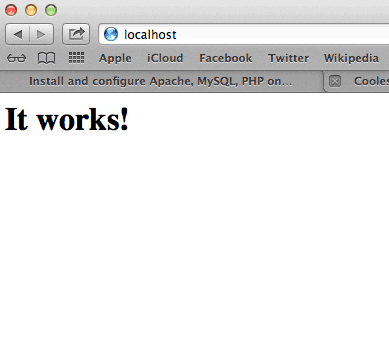 localhost
Apple iCloud Facebook Twitter Wikipedia
Install and configure Apache, MySQL, PHP on... Cooles
It works!